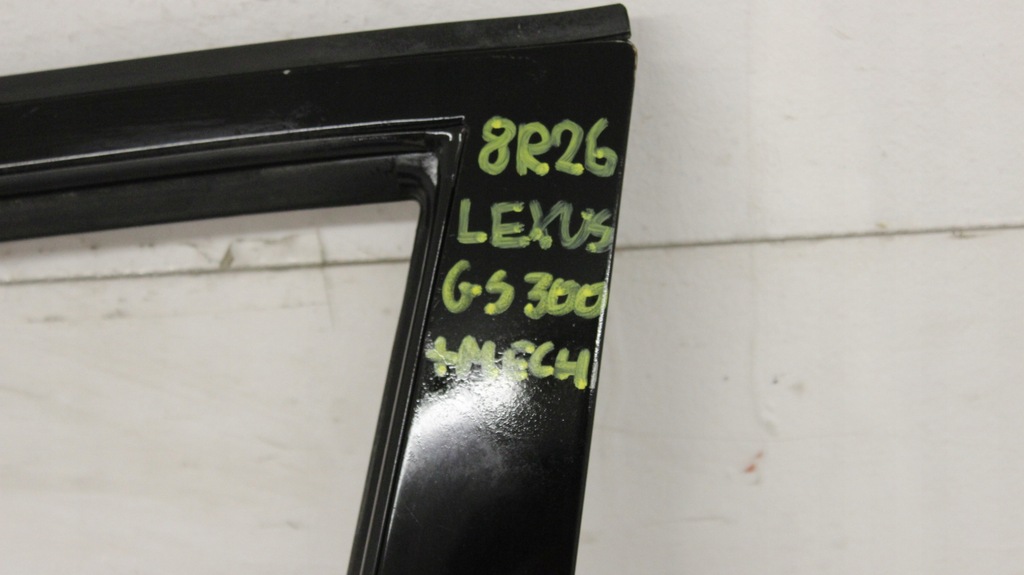 8R26
LEXUS
GS300
+MECH